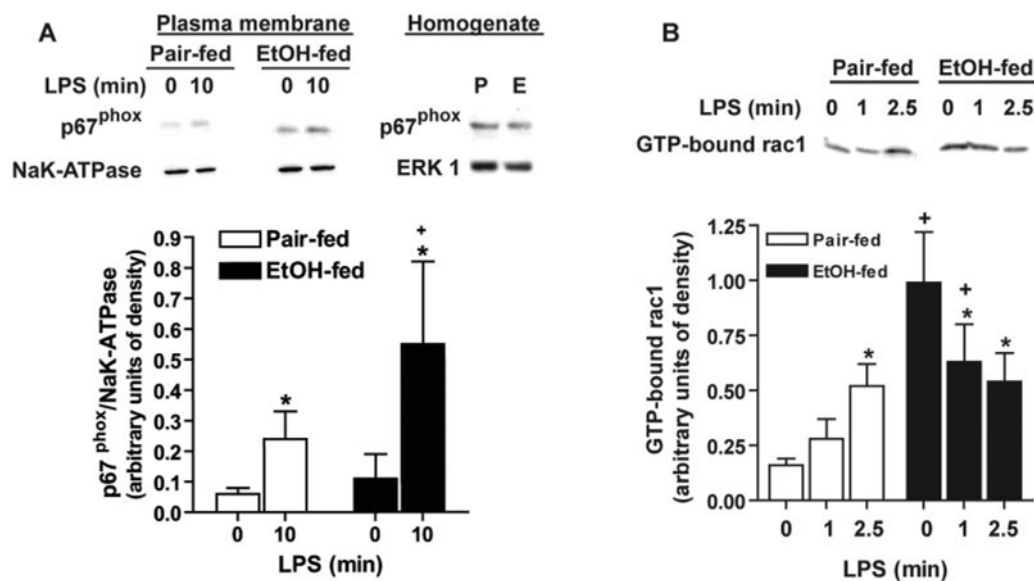 A
Plasma membrane
Homogenate
Pair-fed
EtOH-fed
LPS (min)
0
10
0
10
P
E
p67phox
p67phox
NaK-ATPase
ERK 1
0.9
0.8
0.7
0.6
0.5
0.4
0.3
0.2
0.1
0.0
p67 phox/NaK-ATPase
(arbitrary units of density)
Pair-fed
EtOH-fed
*
+
*
0
10
0
10
LPS (min)
B
Pair-fed
EtOH-fed
LPS (min)
0
1
2.5
0
1
2.5
GTP-bound rac1
1.25
1.00
0.75
0.50
0.25
0.00
GTP-bound rac1
(arbitrary units of density)
Pair-fed
EtOH-fed
*
+
+
*
*
0
1
2.5
0
1
2.5
LPS (min)